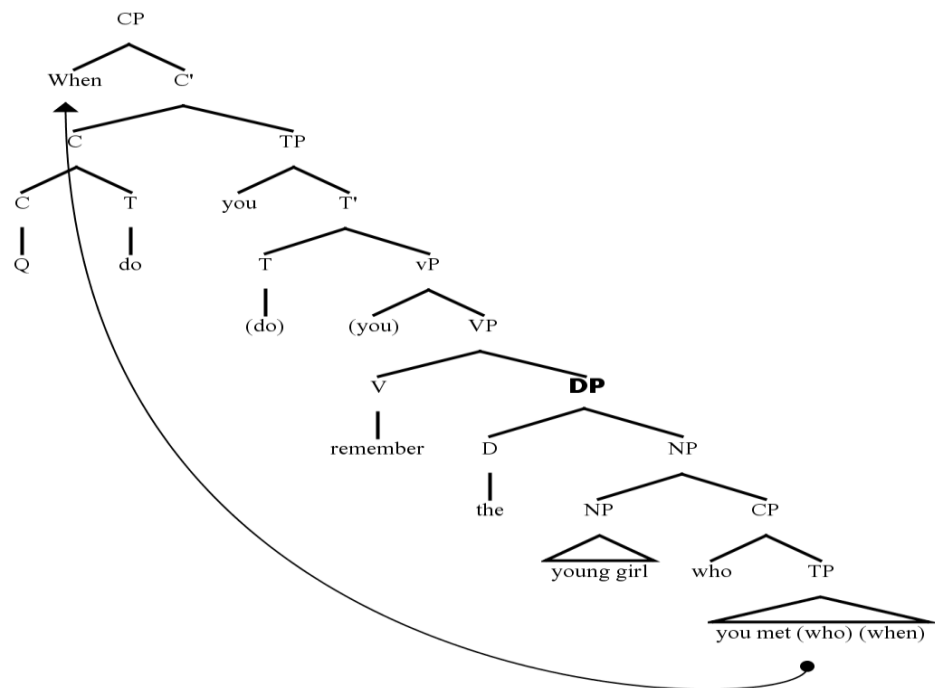 CP
When C'
C TP
C T you T'
Q do T vP
(do) (you) VP
V DP
remember D NP
the NP CP
young girl who TP
you met (who) (when)